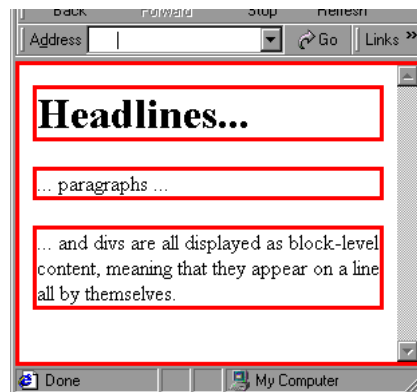 Back Forward Stop Refresh
Address Go Links »
Headlines...
... paragraphs ...
... and divs are all displayed as block-level
content, meaning that they appear on a line
all by themselves.
Done My Computer